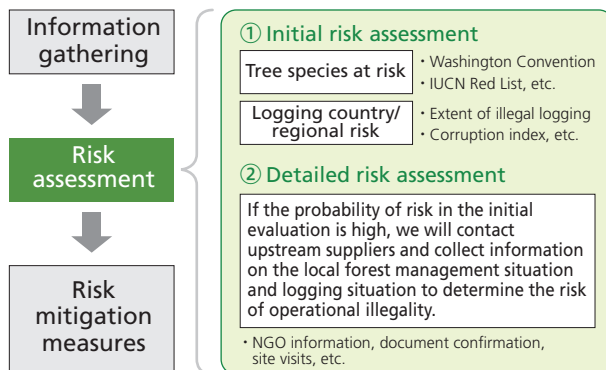 Information
gathering
Risk
assessment
Risk
mitigation
measures
① Initial risk assessment
Tree species at risk
・Washington Convention
・IUCN Red List, etc.
Logging country/
regional risk
・Extent of illegal logging
・Corruption index, etc.
② Detailed risk assessment
If the probability of risk in the initial
evaluation is high, we will contact
upstream suppliers and collect information
on the local forest management situation
and logging situation to determine the risk
of operational illegality.
・NGO information, document confirmation,
site visits, etc.